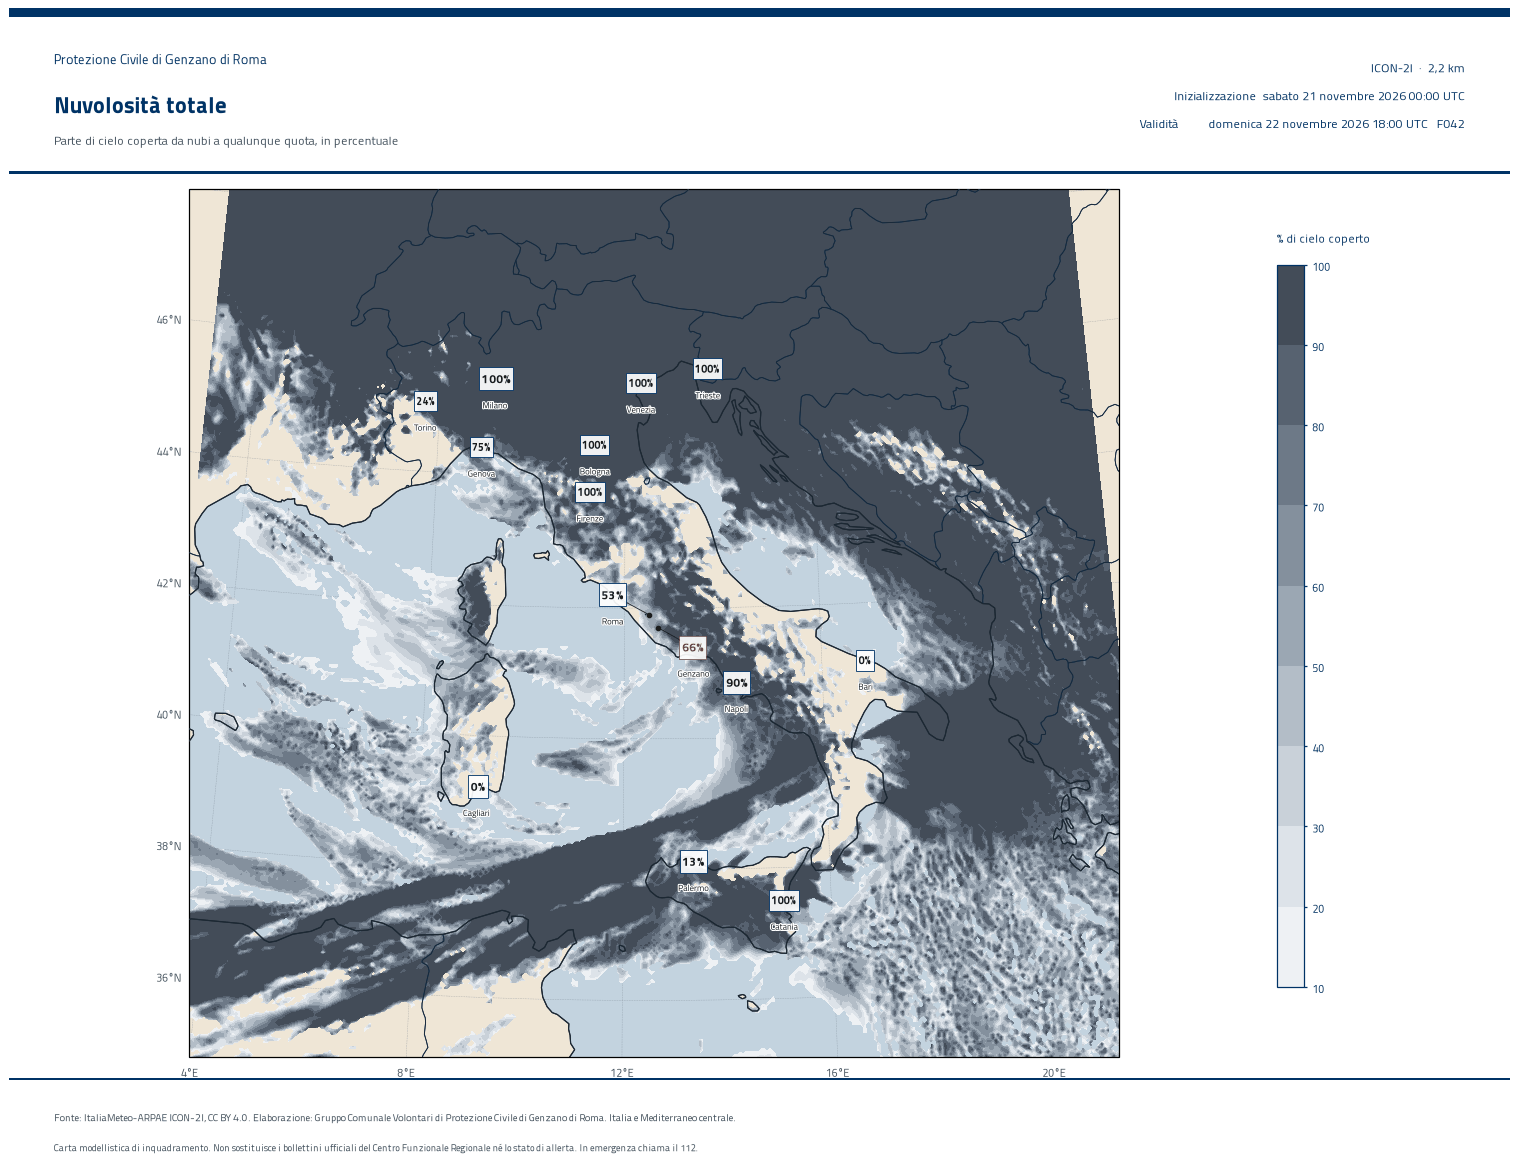 Protezione Civile di Genzano di Roma
Nuvolosità totale
Parte di cielo coperta da nubi a qualunque quota, in percentuale
ICON-2I · 2,2 km
Inizializzazione sabato 21 novembre 2026 00:00 UTC
Validità domenica 22 novembre 2026 18:00 UTC F042
% di cielo coperto
100
90
80
70
60
50
40
30
20
10
46°N
44°N
42°N
40°N
38°N
36°N
4°E
8°E
12°E
16°E
20°E
100%
Trieste
100%
Milano
100%
Venezia
24%
Torino
75%
Genova
100%
Bologna
100%
Firenze
53%
Roma
66%
Genzano
0%
Bari
90%
Napoli
0%
Cagliari
13%
Palermo
100%
Catania
Fonte: ItaliaMeteo-ARPAE ICON-2I, CC BY 4.0. Elaborazione: Gruppo Comunale Volontari di Protezione Civile di Genzano di Roma. Italia e Mediterraneo centrale.
Carta modellistica di inquadramento. Non sostituisce i bollettini ufficiali del Centro Funzionale Regionale né lo stato di allerta. In emergenza chiama il 112.